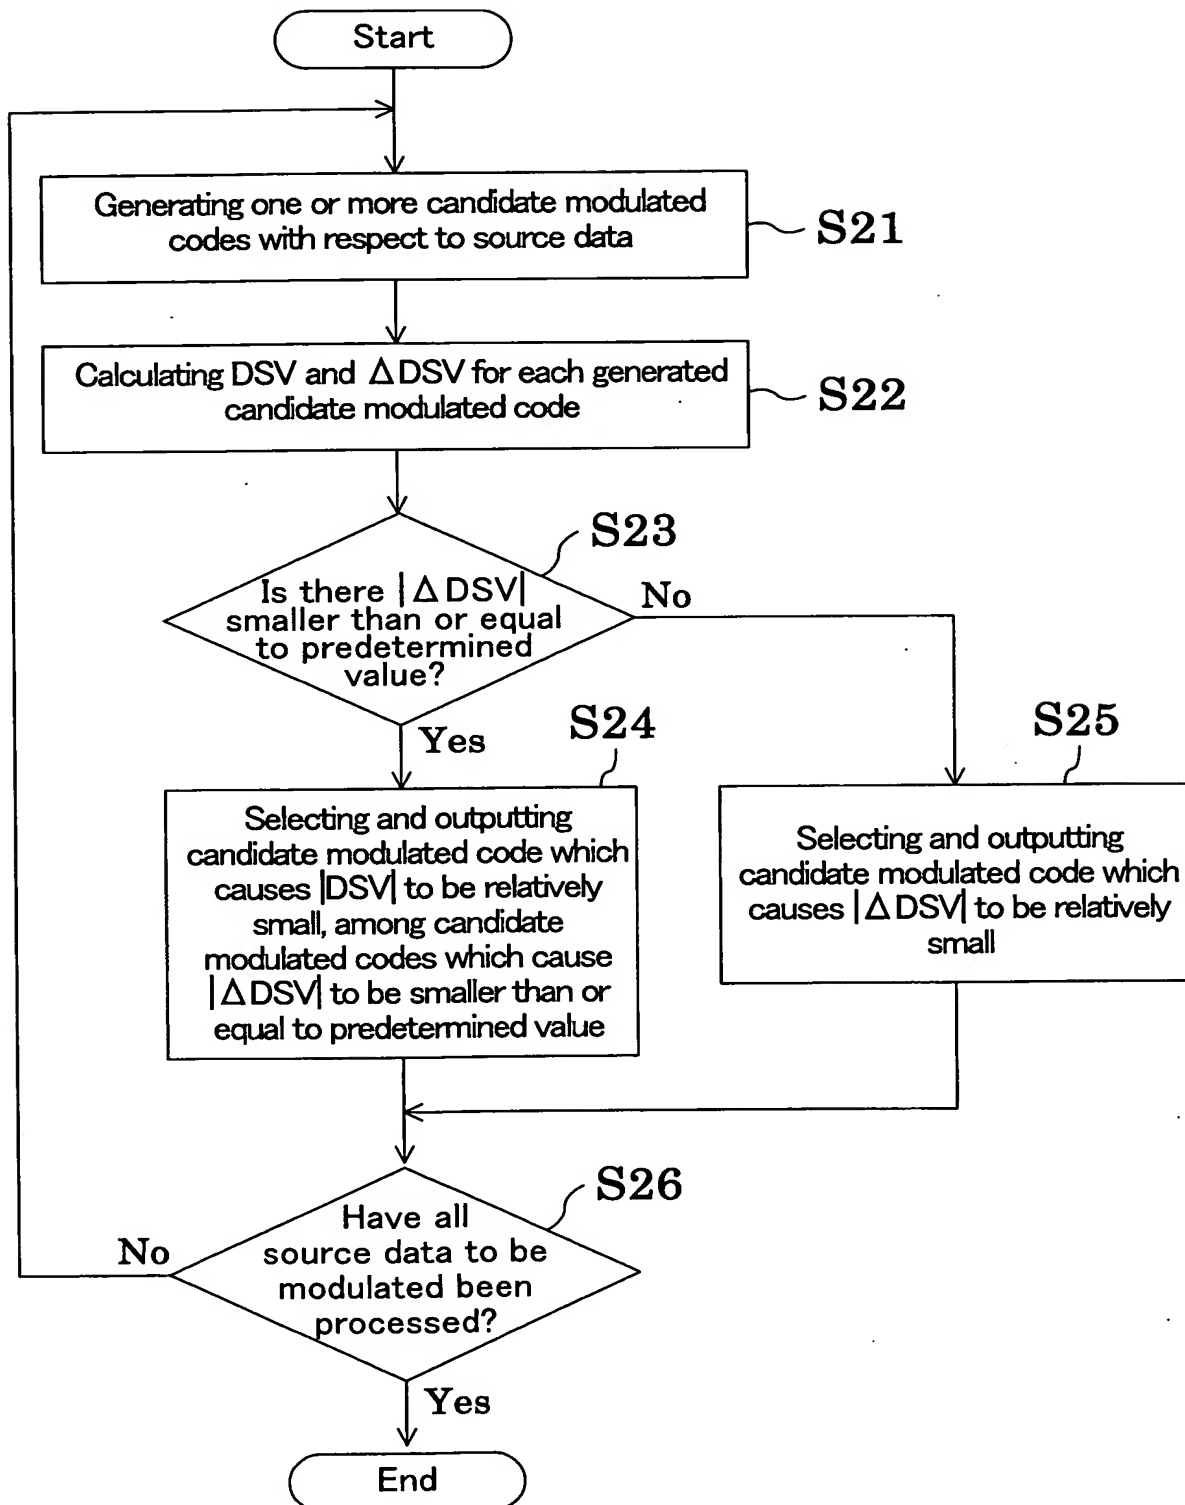 Start
Generating one or more candidate modulated
codes with respect to source data
S21
Calculating DSV and ΔDSV for each generated
candidate modulated code
S22
S23
Is there |ΔDSV|
smaller than or equal
to predetermined
value?
No
Yes
S24
Selecting and outputting
candidate modulated code which
causes |DSV| to be relatively
small, among candidate
modulated codes which cause
|ΔDSV| to be smaller than or
equal to predetermined value
S25
Selecting and outputting
candidate modulated code which
causes |ΔDSV| to be relatively
small
S26
Have all
source data to be
modulated been
processed?
No
Yes
End